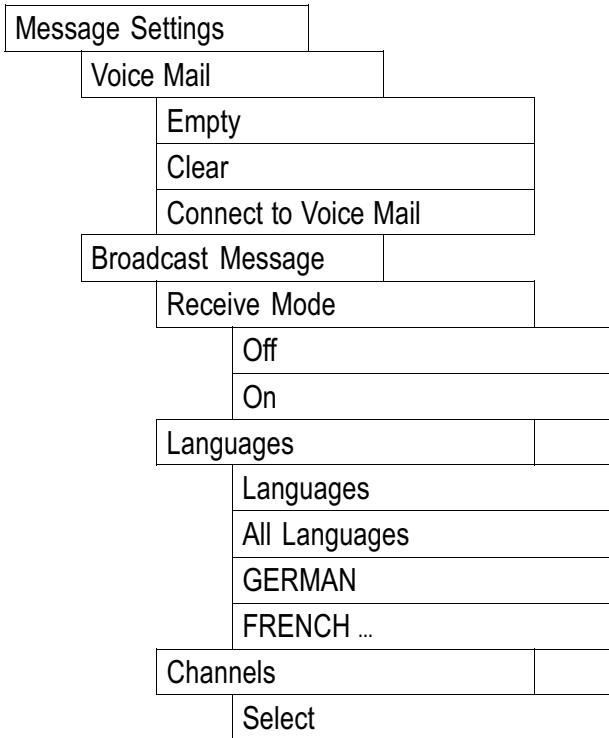 Message Settings
Voice Mail
Empty
Clear
Connect to Voice Mail
Broadcast Message
Receive Mode
Off
On
Languages
Languages
All Languages
GERMAN
FRENCH ...
Channels
Select